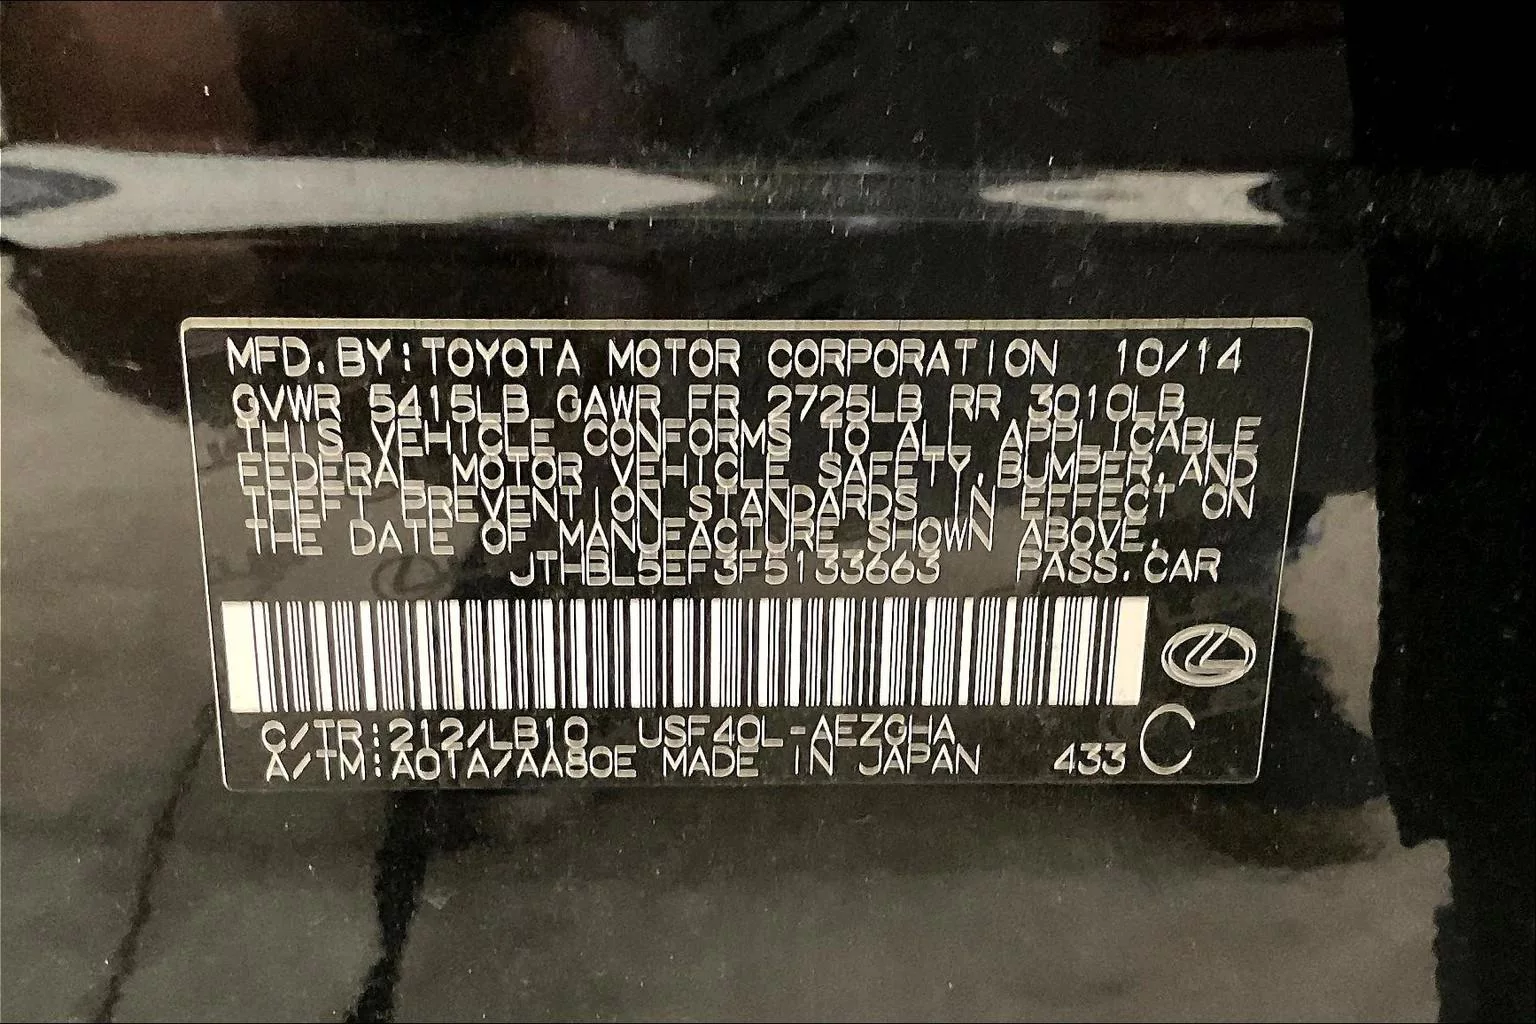 MFD. BY: TOYOTA MOTOR CORPORATION 10/14
GVWR 5415LB GAWR FR 2725LB RR 3010LB
THIS VEHICLE CONFORMS TO ALL APPLICABLE
FEDERAL MOTOR VEHICLE SAFETY, BUMPER, AND
THEFT PREVENTION STANDARDS IN EFFECT ON
THE DATE OF MANUFACTURE SHOWN ABOVE.
JTHBL5EF3F5133663 PASS. CAR
C/TR: 212/LB10 USF40L-AEZGHA
A/TM: A01A/AA80E MADE IN JAPAN 433 C